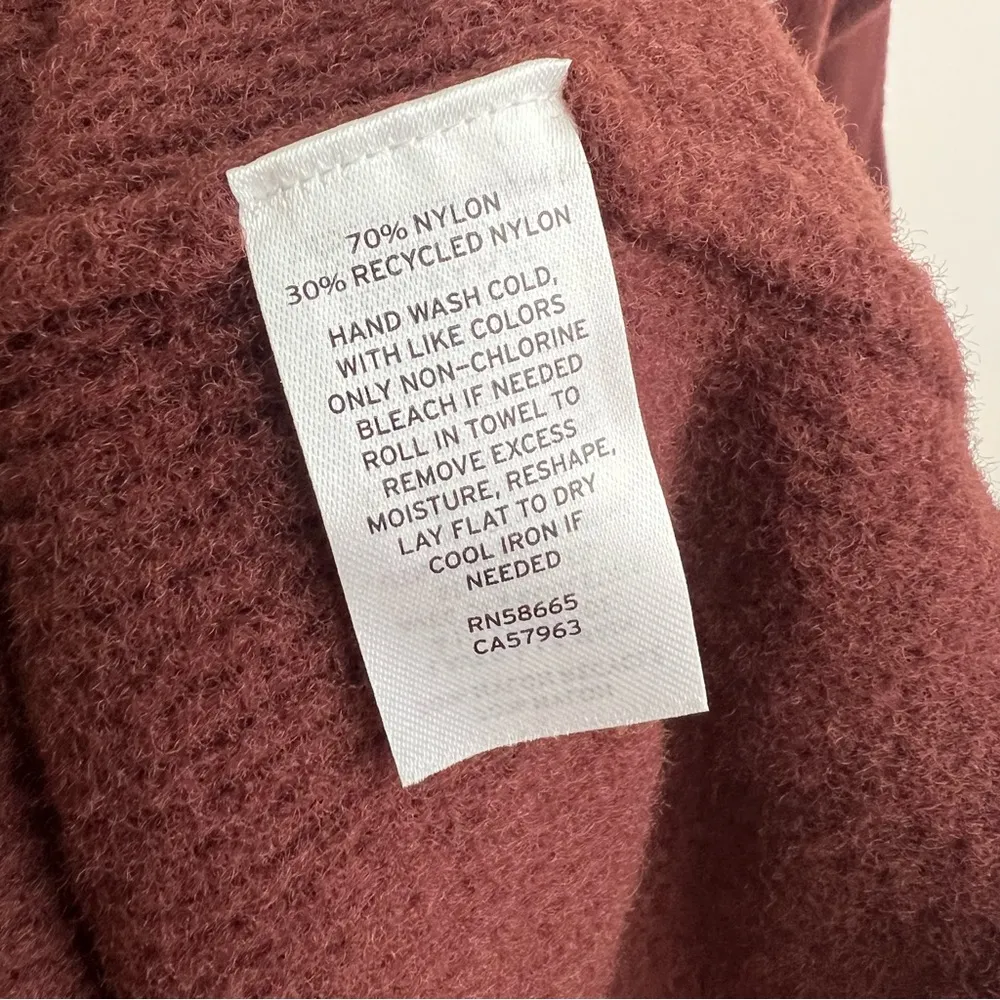 70% NYLON
30% RECYCLED NYLON
HAND WASH COLD,
WITH LIKE COLORS
ONLY NON-CHLORINE
BLEACH IF NEEDED
ROLL IN TOWEL TO
REMOVE EXCESS
MOISTURE, RESHAPE,
LAY FLAT TO DRY
COOL IRON IF
NEEDED
RN58665
CA57963